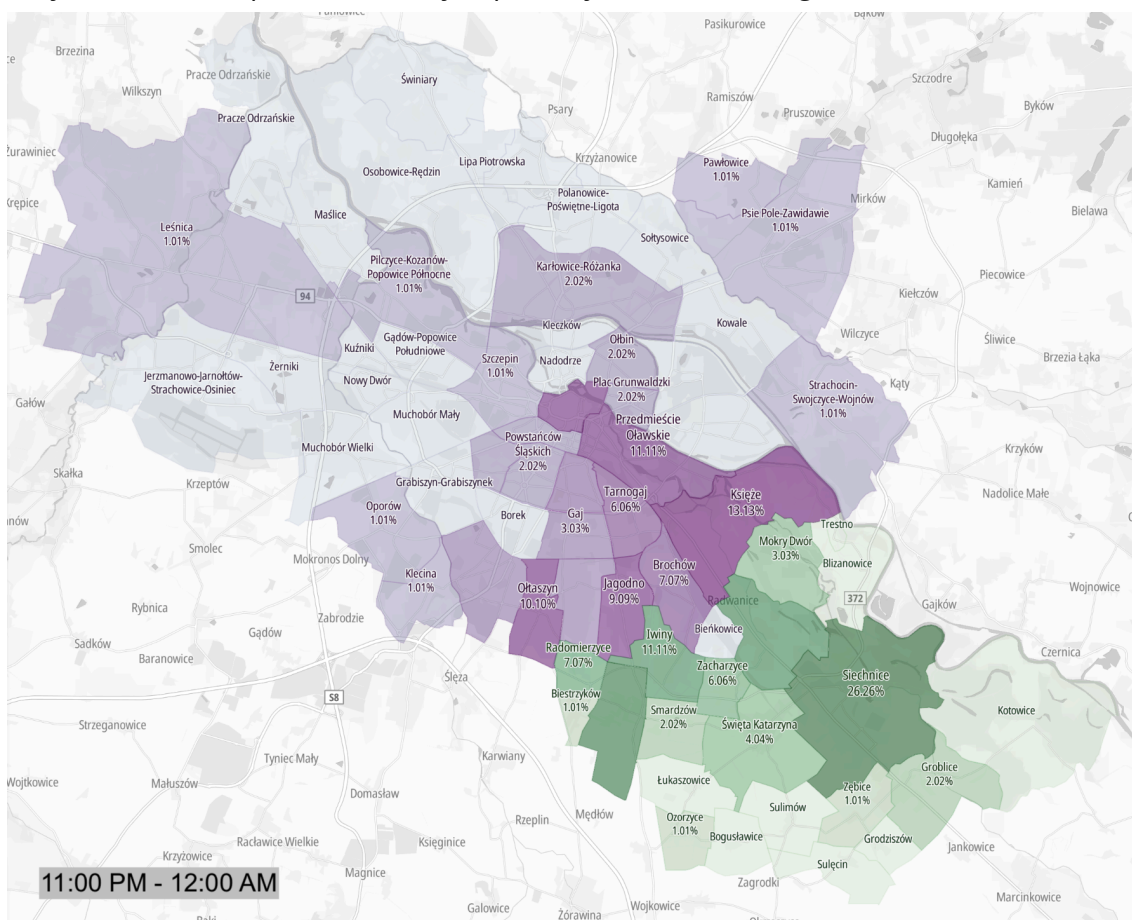 Paniowice
Pasikurowice
Bąków
Brzezina
Pracze Odrzańskie
Świniary
Szczodre
Wilkszyn
Psary
Ramiszów
Pruszowice
Byków
Pracze Odrzańskie
Długołęka
Żurawiniec
Lipa Piotrowska
Krzyżanowice
Osobowice-Rędzin
Pawłowice
1.01%
Kamień
Krępice
Polanowice-
Poświętne-Ligota
Mirków
Bielawa
Maślice
Psie Pole-Zawidawie
1.01%
Leśnica
1.01%
Sołtysowice
Pilczyce-Kozanów-
Popowice Północne
1.01%
Karłowice-Różanka
2.02%
Piecowice
94
Kiełczów
Kleczków
Kowale
Gądów-Popowice
Południowe
Ołbin
2.02%
Wilczyce
Śliwice
Kuźniki
Szczepin
1.01%
Nadodrze
Brzezia Łąka
Żerniki
Jerzmanowo-Jarnołtów-
Strachowice-Osiniec
Nowy Dwór
Plac Grunwaldzki
2.02%
Strachocin-
Swojczyce-Wojnów
1.01%
Kąty
Gałów
Muchobór Mały
Przedmieście
Oławskie
11.11%
Powstańców
Śląskich
2.02%
Muchobór Wielki
Krzyków
Skałka
Krzeptów
Grabiszyn-Grabiszynek
Tarnogaj
6.06%
Księże
13.13%
Nadolice Małe
Oporów
1.01%
Borek
Gaj
3.03%
Trestno
Mokry Dwór
3.03%
Smolec
Mokronos Dolny
Blizanowice
Klecina
1.01%
Ołtaszyn
10.10%
Jagodno
9.09%
Brochów
7.07%
Wojnowice
Radwanice
372
Gajków
Rybnica
Zabrodzie
Gądów
Bieńkowice
Sadków
Baranowice
Radomierzyce
7.07%
Iwiny
11.11%
Zacharzyce
6.06%
Siechnice
26.26%
Czernica
Ślęza
S8
Biestrzyków
1.01%
Smardzów
2.02%
Święta Katarzyna
4.04%
Kotowice
Strzeganowice
Tyniec Mały
Karwiany
Groblice
2.02%
Wojtkowice
Małuszów
Łukaszowice
Zębice
1.01%
Domasław
Sulimów
Rzeplin
Mędłów
Ozorzyce
1.01%
Bogusławice
Grodziszów
Racławice Wielkie
Księginice
Jankowice
Krzyżowice
Sulęcin
Magnice
Zagrodki
11:00 PM - 12:00 AM
Marcinkowice
Galowice
Wojkowice
Żórawina